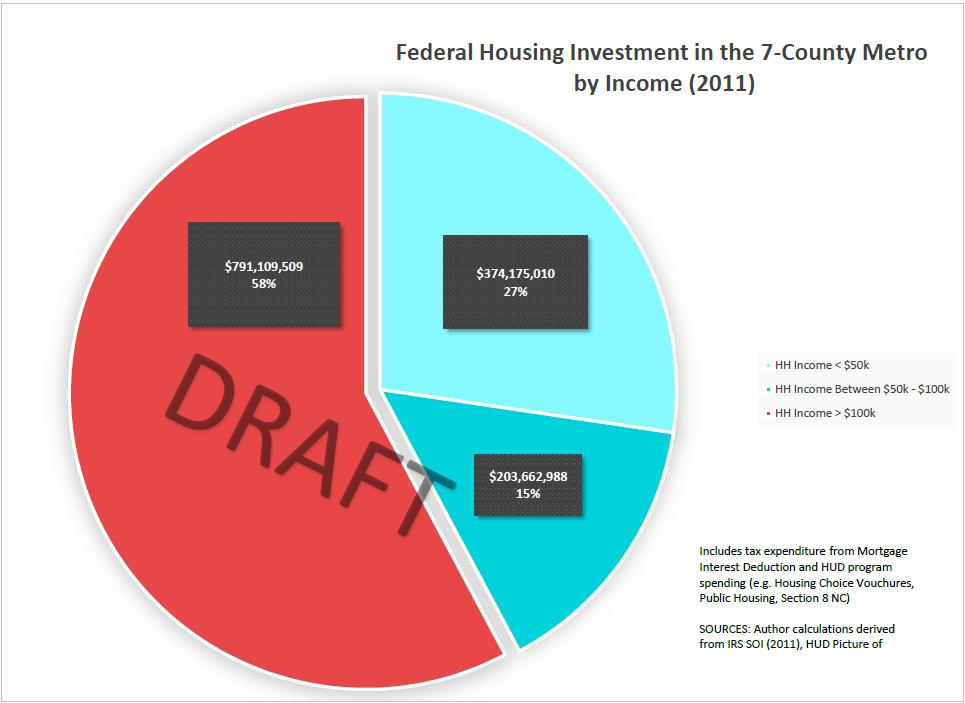 Federal Housing Investment in the 7-County Metro
by Income (2011)
$791,109,509
58%
$374,175,010
27%
DRAFT
HH Income < $50k
HH Income Between $50k - $100k
HH Income > $100k
$203,662,988
15%
Includes tax expenditure from Mortgage
Interest Deduction and HUD program
spending (e.g. Housing Choice Vouchures,
Public Housing, Section 8 NC)
SOURCES: Author calculations derived
from IRS SOI (2011), HUD Picture of